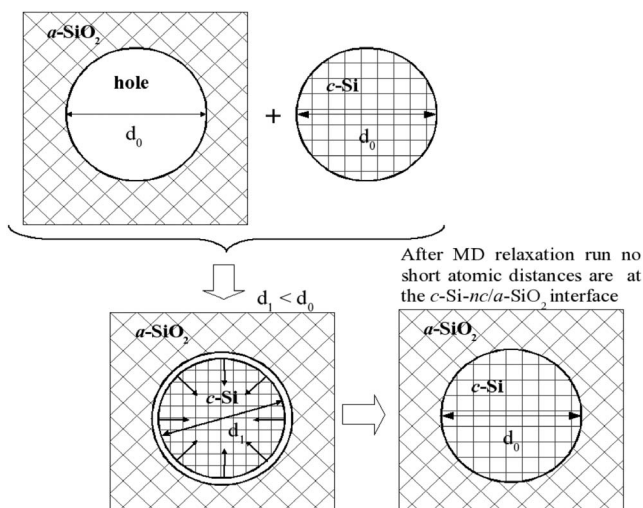 a-SiO2
hole
d0
+
c-Si
d0
After MD relaxation run no
short atomic distances are at
the c-Si-nc/a-SiO2 interface
d1 < d0
a-SiO2
c-Si
d1
a-SiO2
c-Si
d0